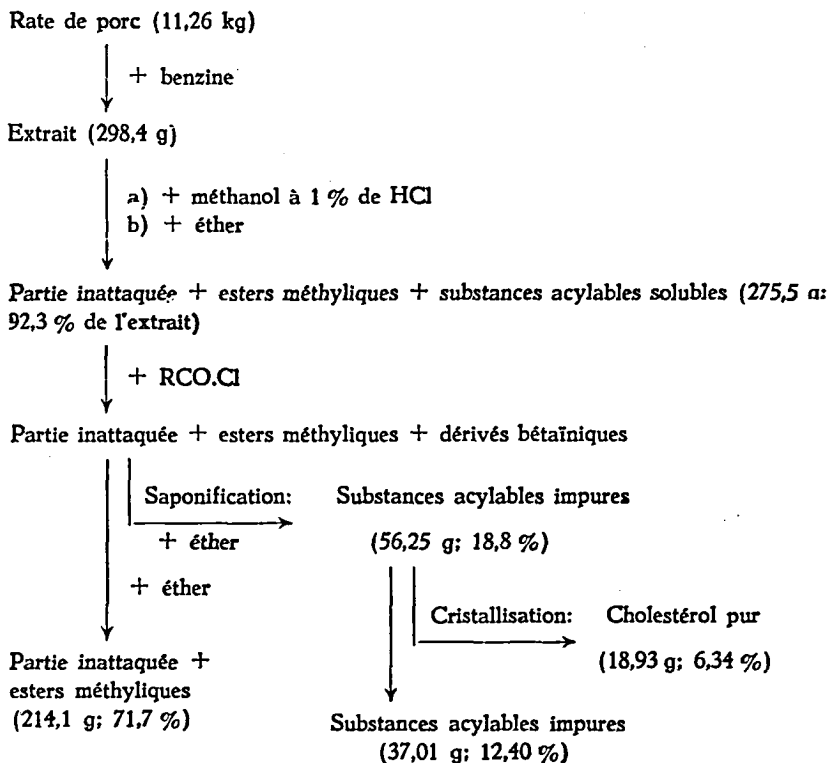 Rate de porc (11,26 kg)
+ benzine
Extrait (298,4 g)
a) + méthanol à 1 % de HCl
b) + éther
Partie inattaquée + esters méthyliques + substances acylables solubles (275,5 g:
92,3 % de l'extrait)
+ RCO.Cl
Partie inattaquée + esters méthyliques + dérivés bétaïniques
Saponification: Substances acylables impures
+ éther (56,25 g; 18,8 %)
+ éther
Cristallisation: Cholestérol pur
(18,93 g; 6,34 %)
Partie inattaquée +
esters méthyliques
(214,1 g; 71,7 %)
Substances acylables impures
(37,01 g; 12,40 %)